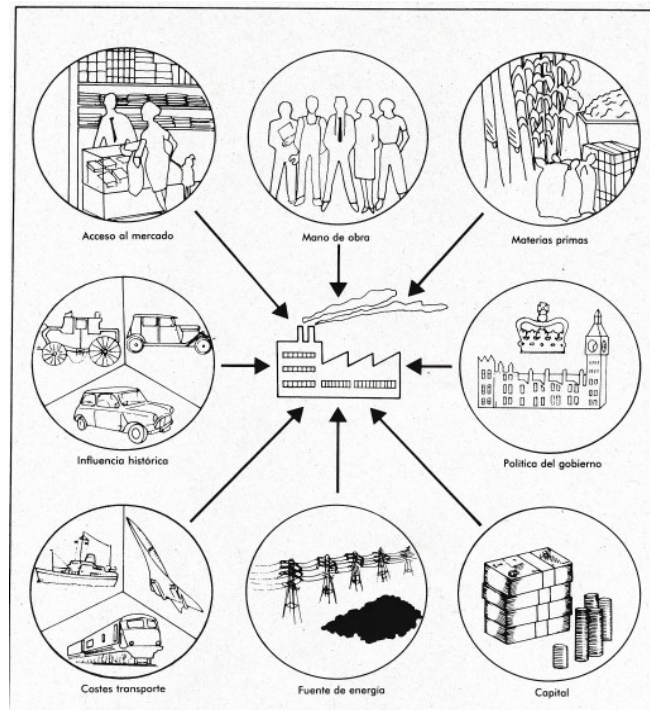 Acceso al mercado
Mano de obra
Materias primas
Influencia histórica
Política del gobierno
Costes transporte
Fuente de energía
Capital